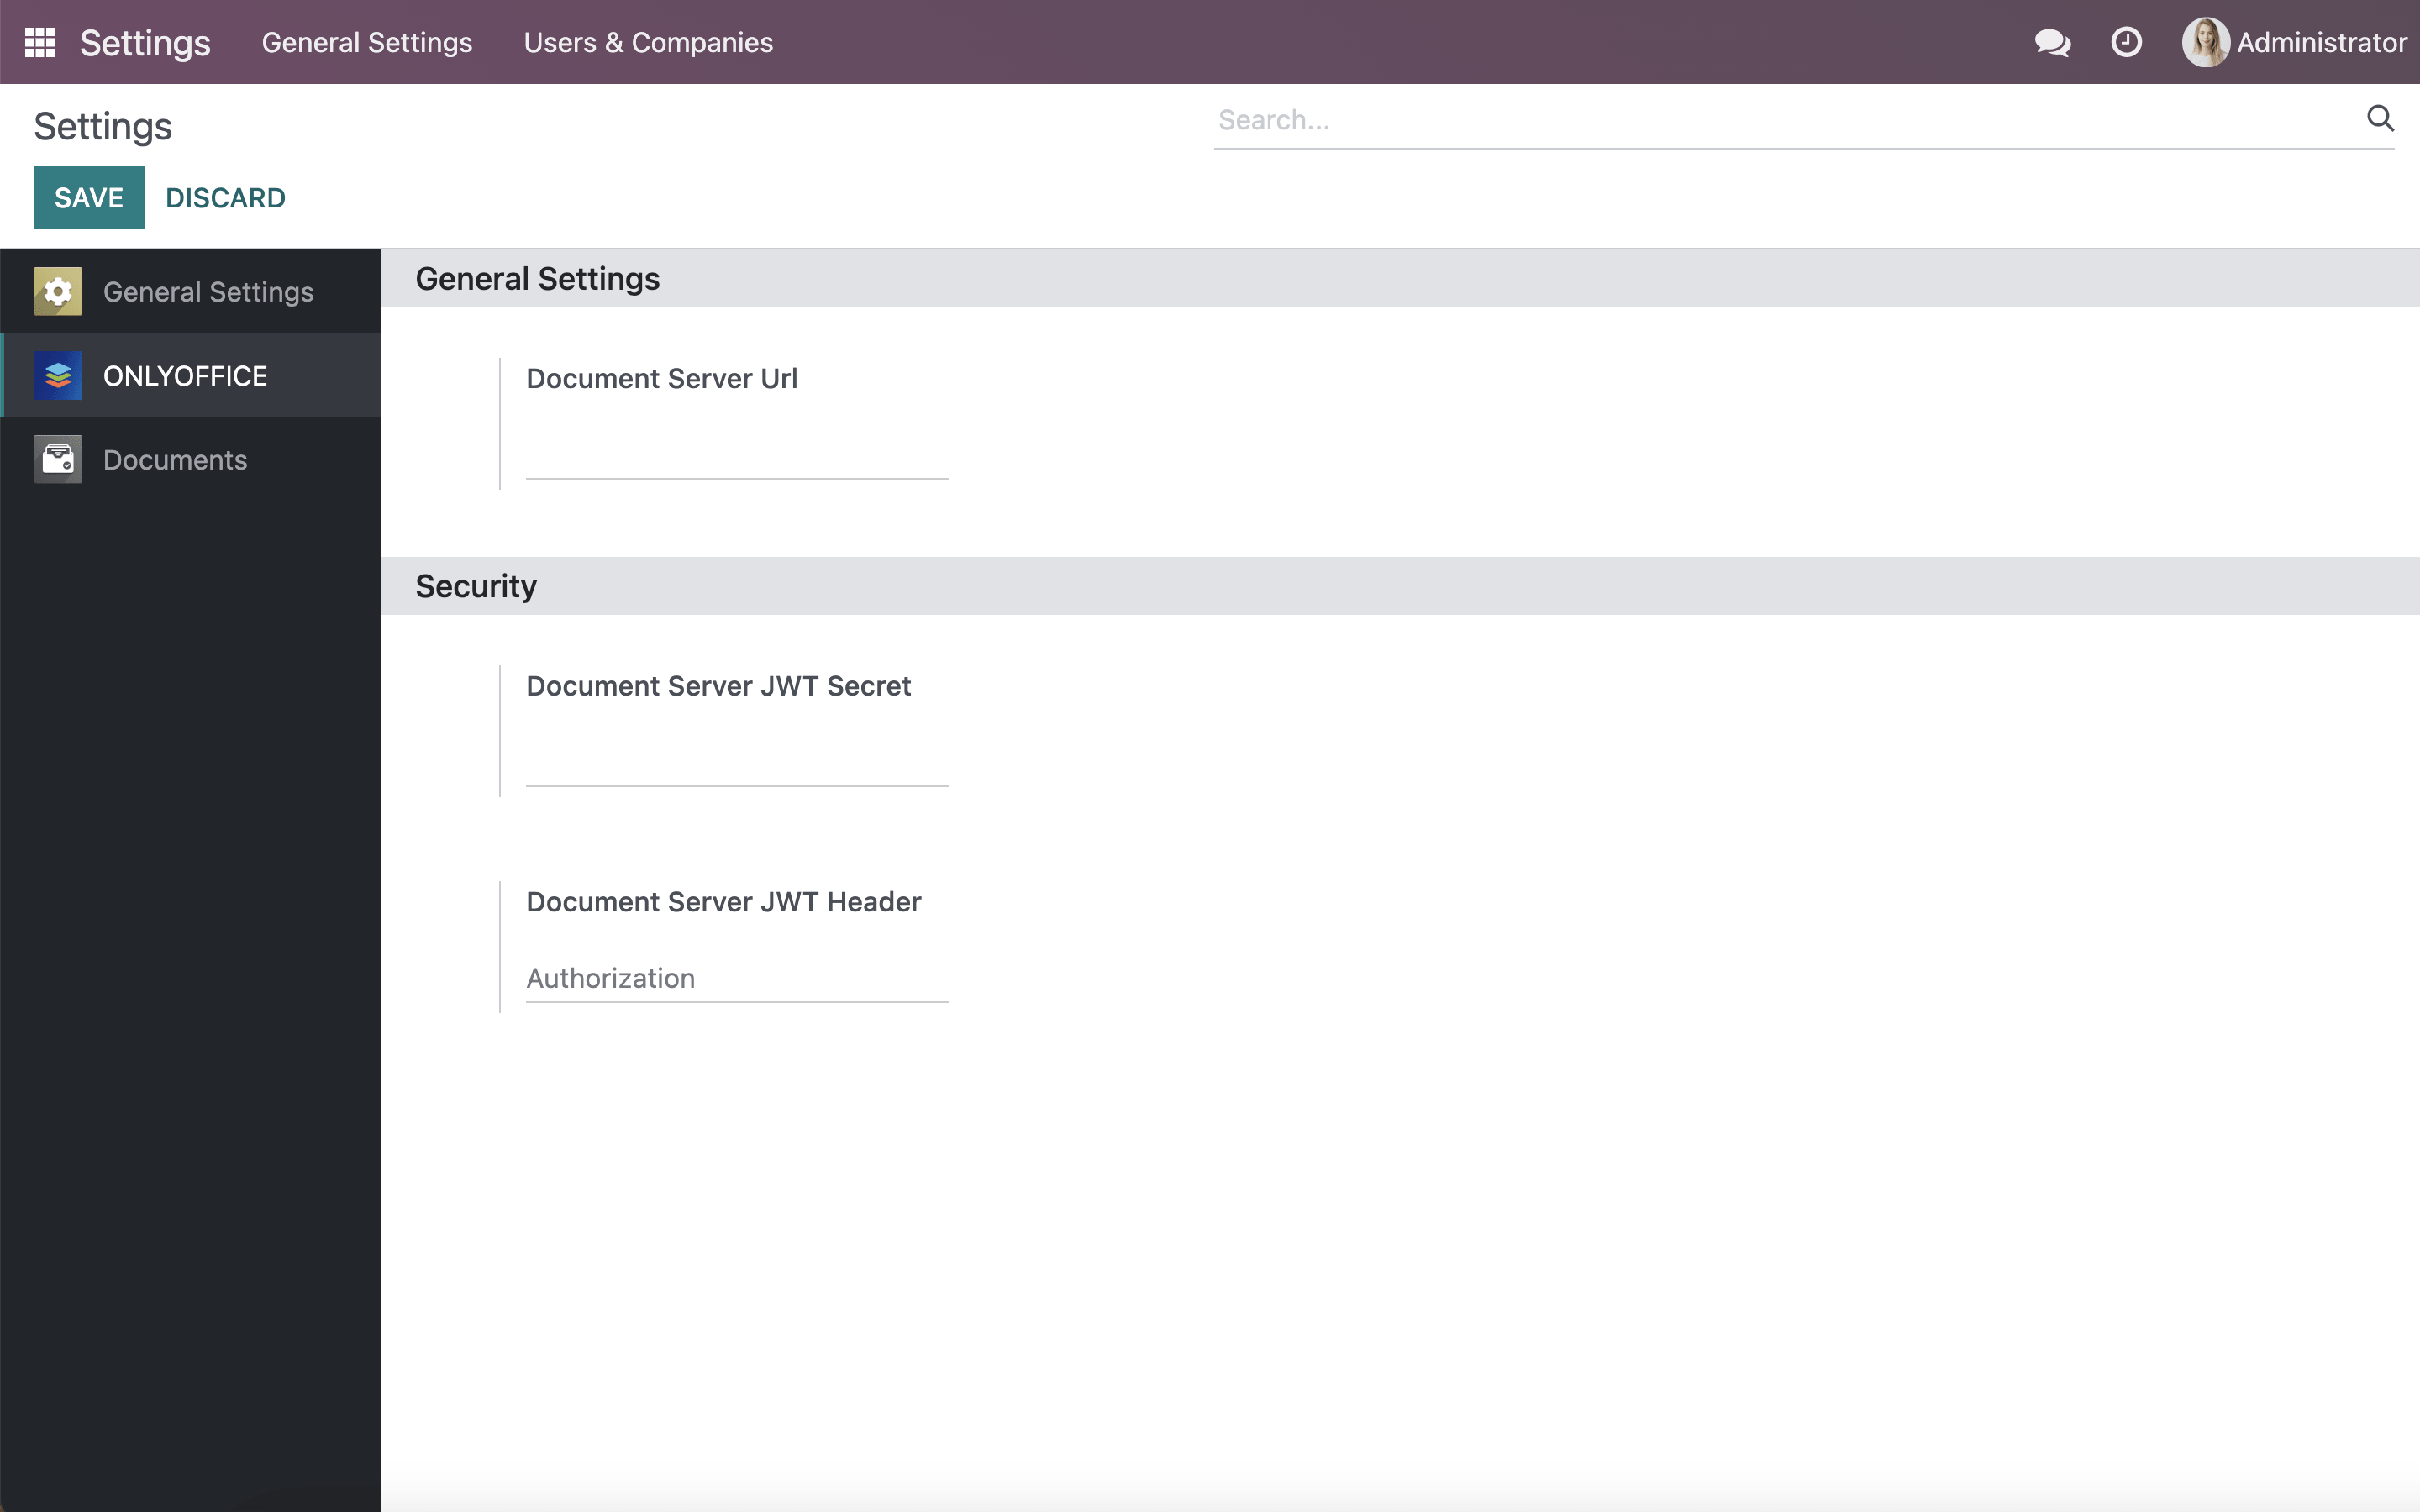 Settings General Settings Users & Companies Administrator
Settings Search...
SAVE DISCARD
General Settings
ONLYOFFICE
Documents
General Settings
Document Server Url
Security
Document Server JWT Secret
Document Server JWT Header
Authorization